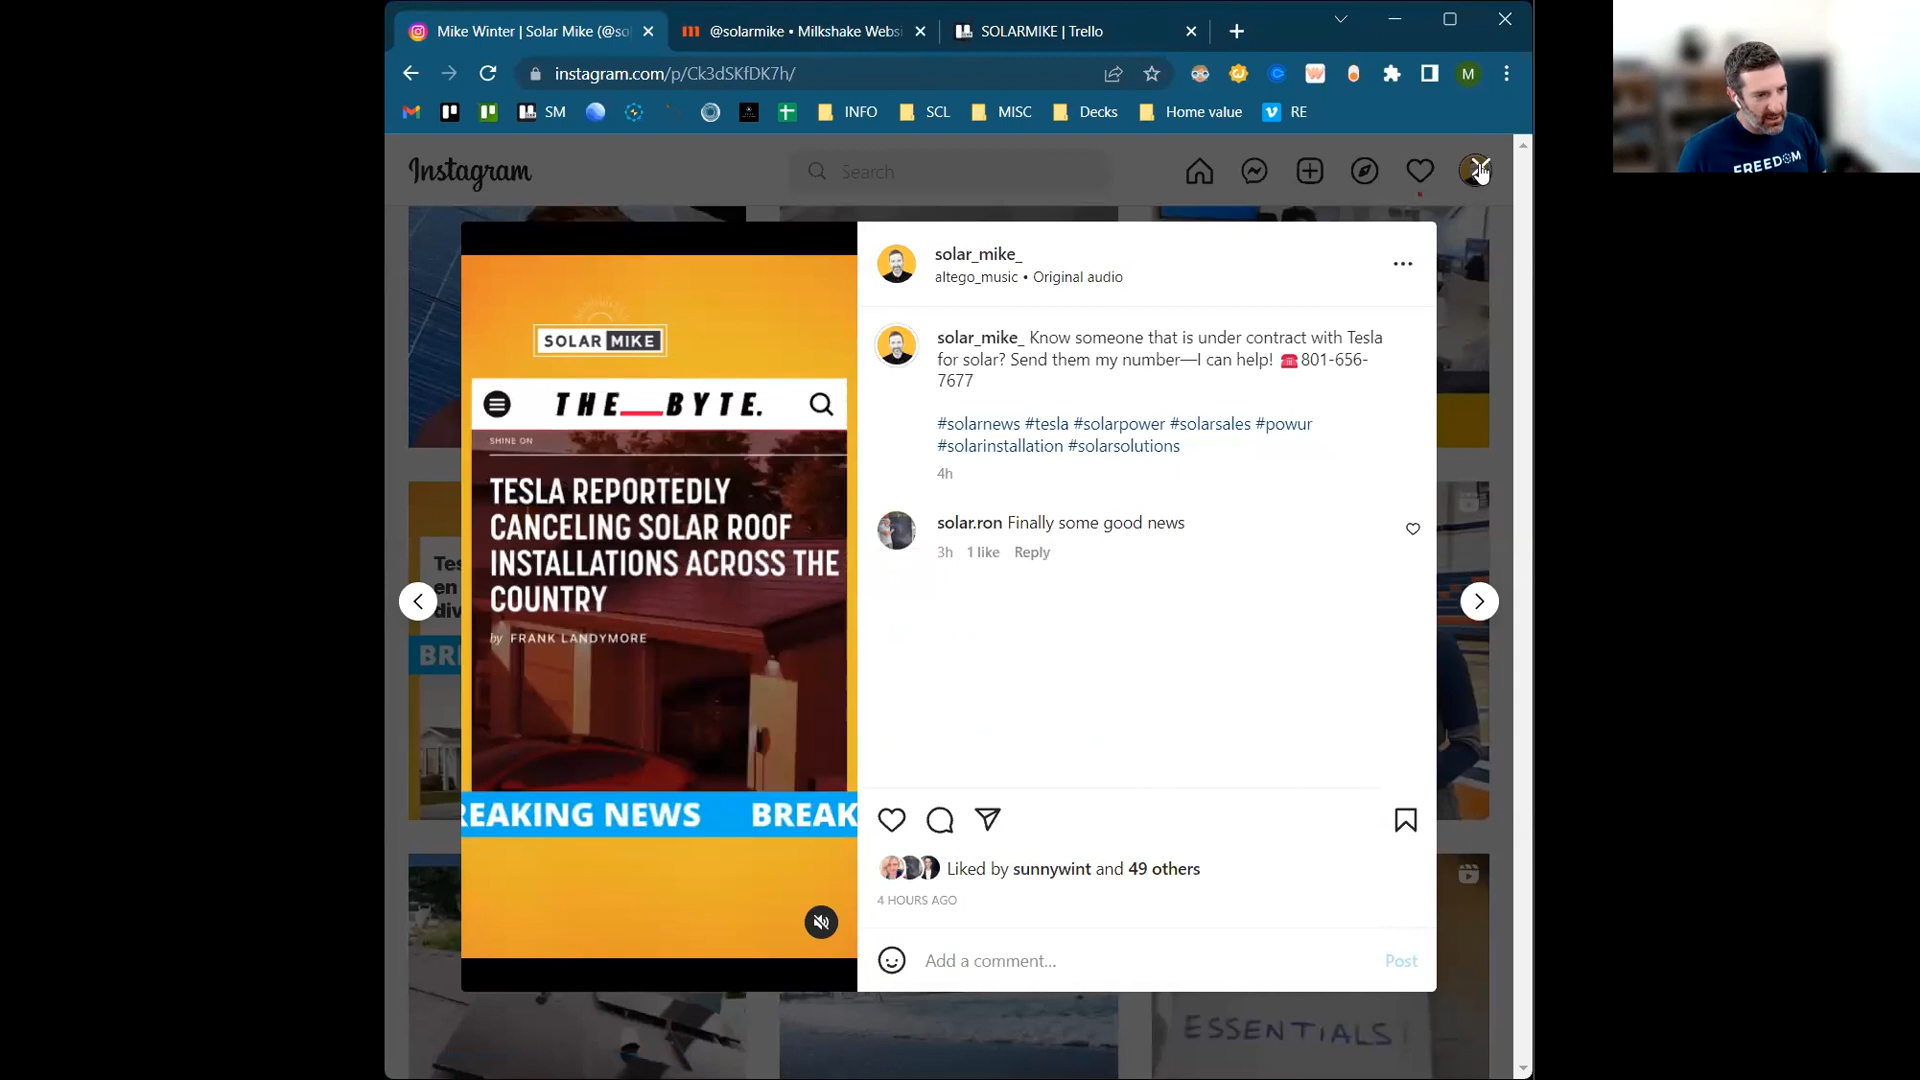 Mike Winter | Solar Mike (@so
@solarmike • Milkshake Websi
SOLARMIKE | Trello
instagram.com/p/Ck3dSKfDK7h/
M
SM
INFO
SCL
MISC
Decks
Home value
RE
Instagram
Search
FREEDOM
solar_mike_
altego_music • Original audio
SOLAR MIKE
THE__BYTE.
SHINE ON
TESLA REPORTEDLY
CANCELING SOLAR ROOF
INSTALLATIONS ACROSS THE
COUNTRY
by FRANK LANDYMORE
REAKING NEWS BREAK
solar_mike_ Know someone that is under contract with Tesla
for solar? Send them my number—I can help! ☎️801-656-
7677
#solarnews #tesla #solarpower #solarsales #powur
#solarinstallation #solarsolutions
4h
solar.ron Finally some good news
3h 1 like Reply
Liked by sunnywint and 49 others
4 HOURS AGO
Add a comment...
Post
Tes
en
div
BR
ESSENTIALS